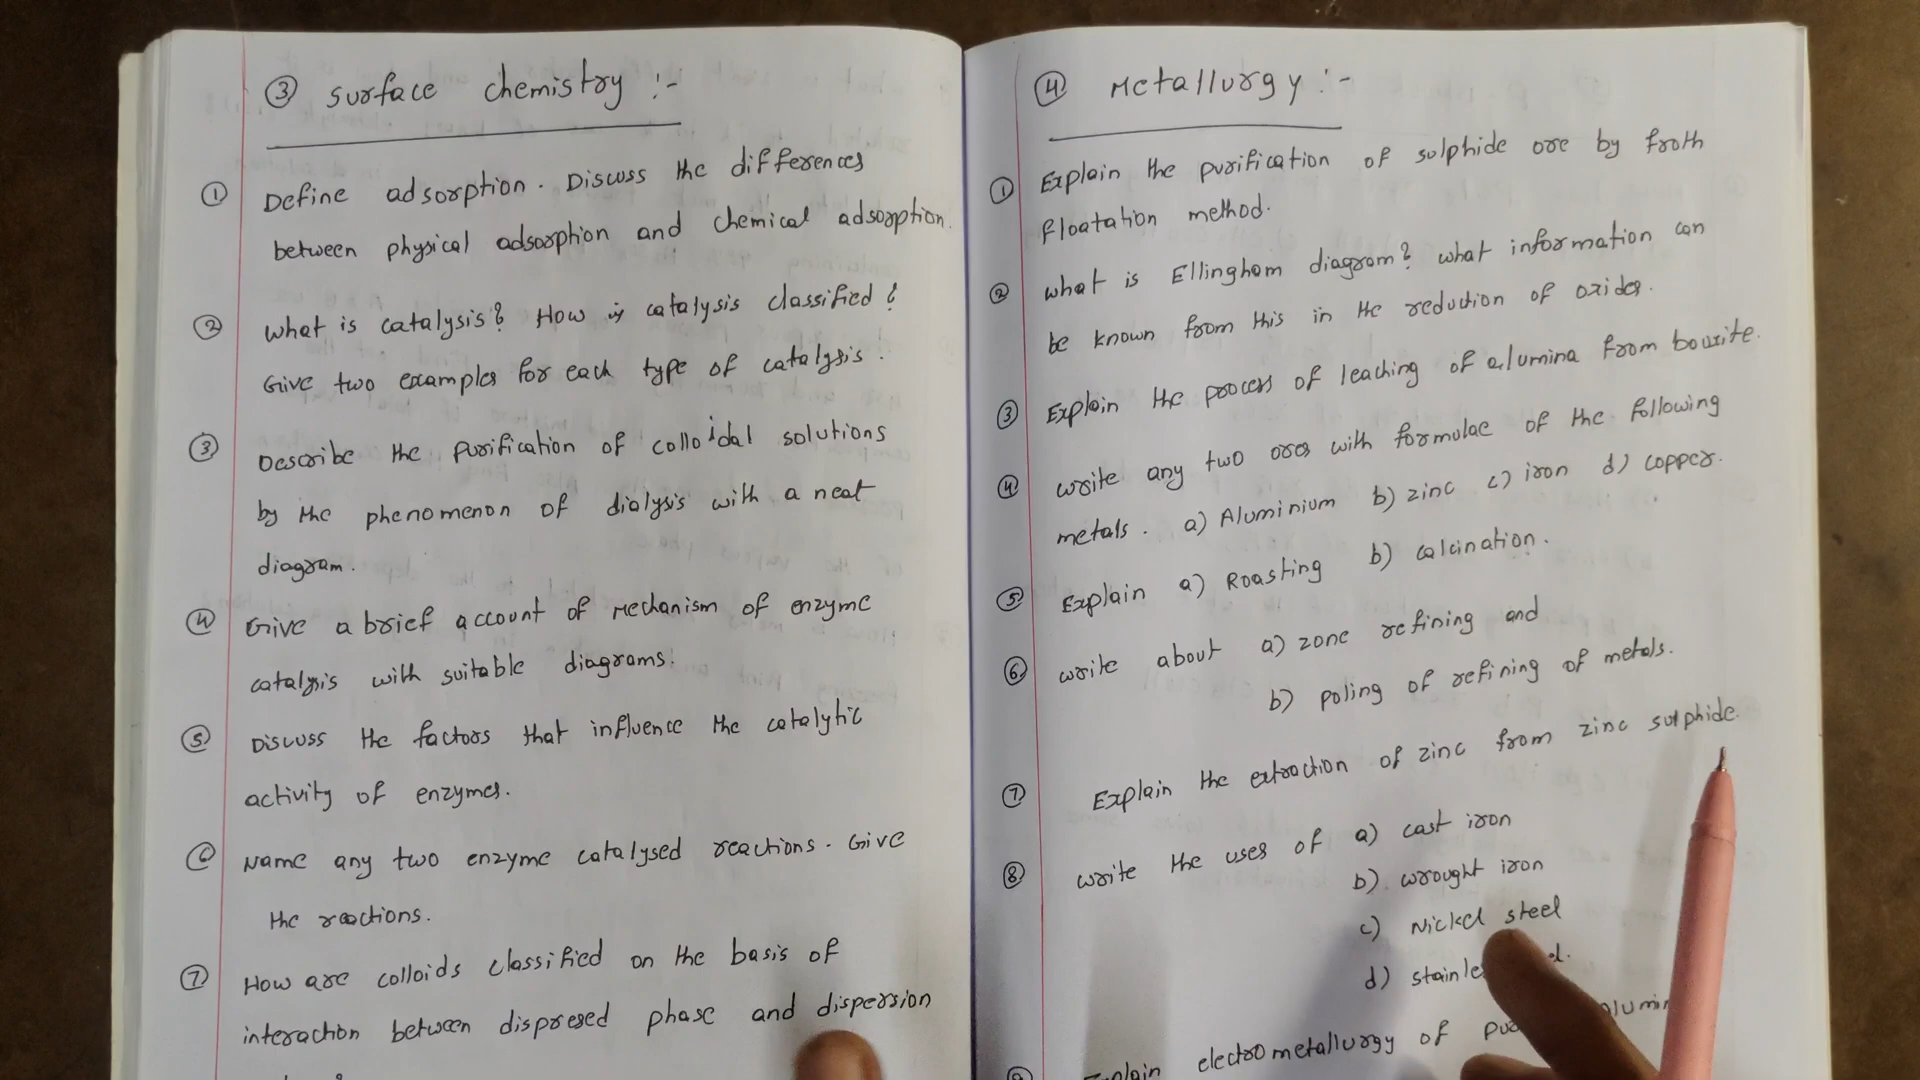 ③ Surface chemistry :-
① Define adsorption. Discuss the differences
between physical adsorption and chemical adsorption.
② What is catalysis? How is catalysis classified?
Give two examples for each type of catalysis.
③ Describe the purification of colloidal solutions
by the phenomenon of dialysis with a neat
diagram.
④ Give a brief account of Mechanism of enzyme
catalysis with suitable diagrams.
⑤ Discuss the factors that influence the catalytic
activity of enzymes.
⑥ Name any two enzyme catalysed reactions. Give
the reactions.
⑦ How are colloids classified on the basis of
interaction between dispresed phase and dispersion
④ Metallurgy :-
① Explain the purification of sulphide ore by froth
floatation method.
② what is Ellingham diagram? what information can
be known from this in the reduction of oxides.
③ Explain the process of leaching of alumina from bauxite.
④ write any two ores with formulae of the following
metals. a) Aluminium b) zinc c) iron d) copper.
⑤ Explain a) Roasting b) calcination.
⑥ write about a) zone refining and
b) poling of refining of metals.
⑦ Explain the extraction of zinc from zinc sulphide.
⑧ write the uses of a) cast iron
b) wrought iron
c) Nickel steel
d)
⑨ Explain electrometallurgy of